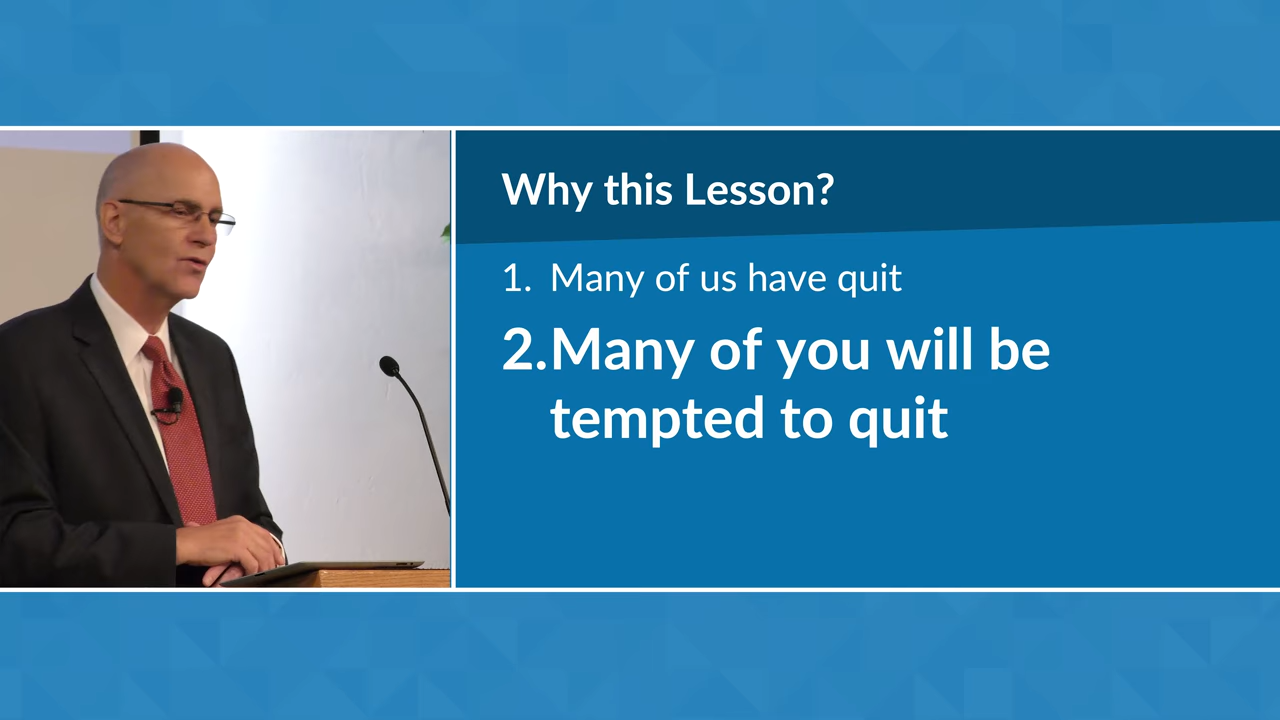 Why this Lesson?
1. Many of us have quit
2. Many of you will be
tempted to quit